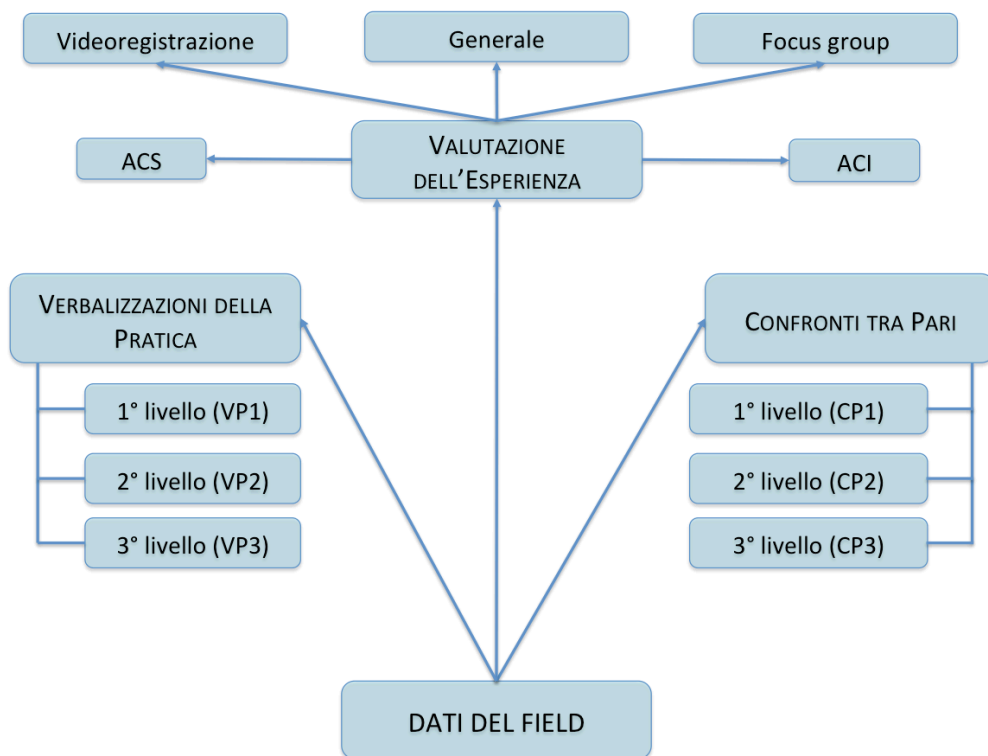 Videoregistrazione
Generale
Focus group
ACS
VALUTAZIONE
DELL'ESPERIENZA
ACI
VERBALIZZAZIONI DELLA
PRATICA
CONFRONTI TRA PARI
1° livello (VP1)
2° livello (VP2)
3° livello (VP3)
1° livello (CP1)
2° livello (CP2)
3° livello (CP3)
DATI DEL FIELD